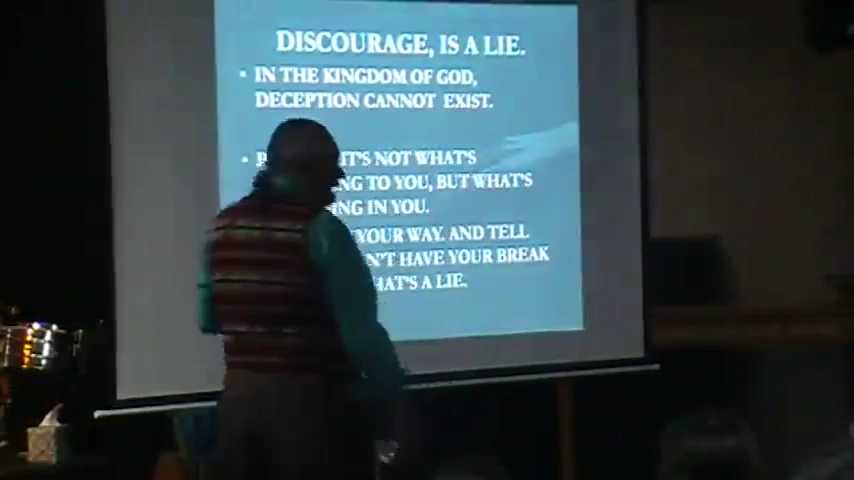 DISCOURAGE, IS A LIE.
• IN THE KINGDOM OF GOD,
DECEPTION CANNOT EXIST.
• IT'S NOT WHAT'S
TO YOU, BUT WHAT'S
IN YOU.
YOUR WAY. AND TELL
HAVE YOUR BREAK
A LIE.